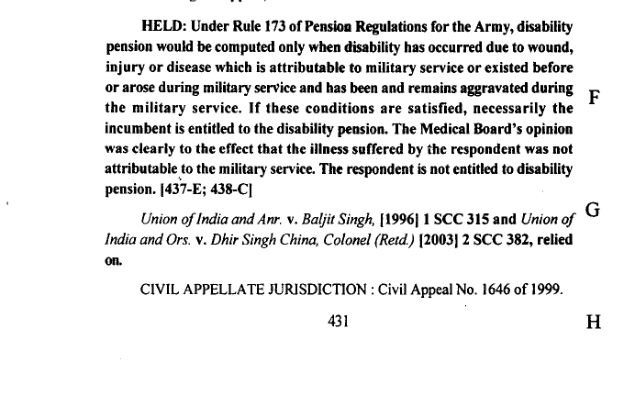 HELD: Under Rule 173 of Pension Regulations for the Army, disability
pension would be computed only when disability has occurred due to wound,
injury or disease which is attributable to military service or existed before
or arose during military service and has been and remains aggravated during
F
the military service. If these conditions are satisfied, necessarily the
incumbent is entitled to the disability pension. The Medical Board's opinion
was clearly to the effect that the illness suffered by the respondent was not
attributable to the military service. The respondent is not entitled to disability
pension. [437-E; 438-C]
G
Union of India and Anr. v. Baljit Singh, [1996] 1 SCC 315 and Union of
India and Ors. v. Dhir Singh China, Colonel (Retd.) [2003] 2 SCC 382, relied
on.
CIVIL APPELLATE JURISDICTION : Civil Appeal No. 1646 of 1999.
431
H